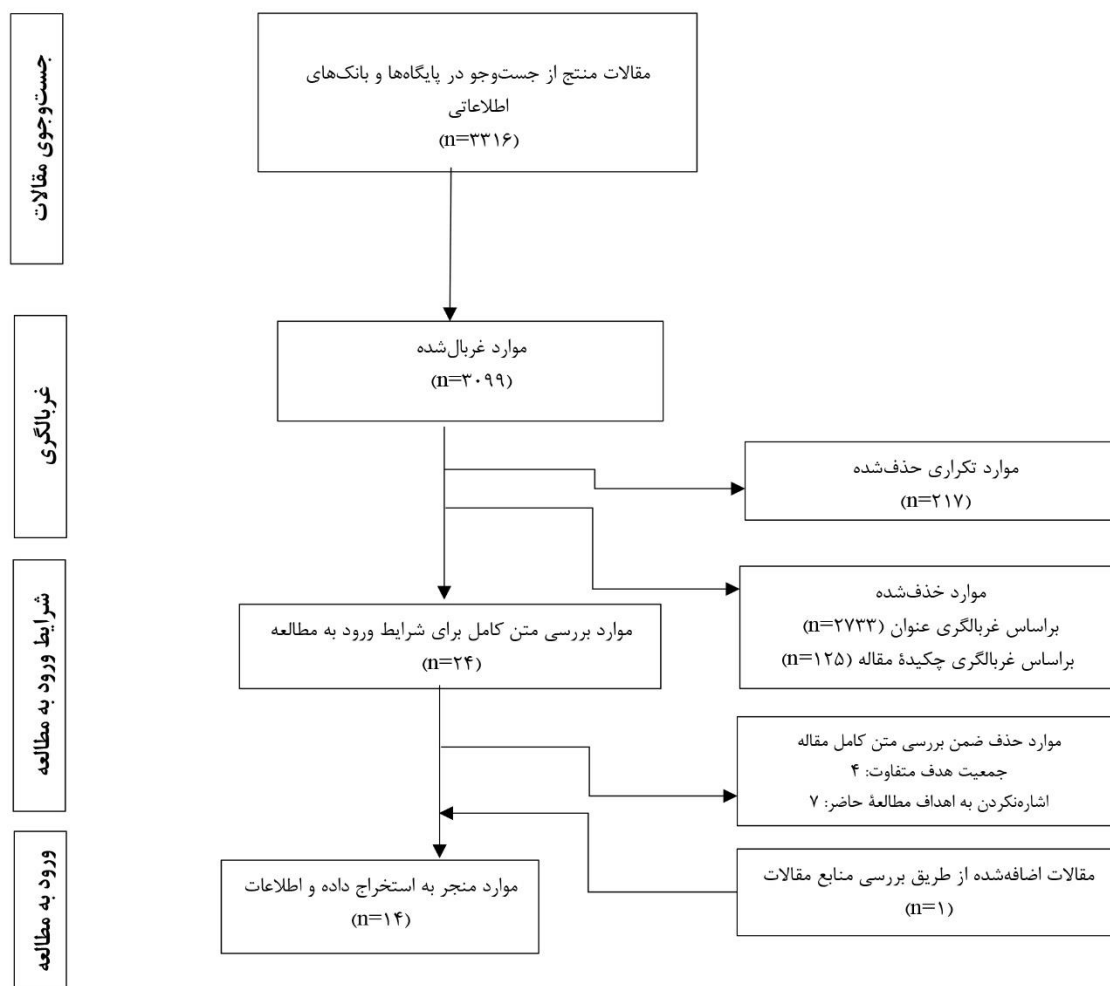 جست‌وجوی مقالات
مقالات منتج از جست‌وجو در پایگاه‌ها و بانک‌های
اطلاعاتی
(n=۳۳۱۶)
غربالگری
موارد غربال‌شده
(n=۳۰۹۹)
موارد تکراری حذف‌شده
(n=۲۱۷)
شرایط ورود به مطالعه
موارد خذف‌شده
براساس غربالگری عنوان (n=۲۷۳۳)
براساس غربالگری چکیدهٔ مقاله (n=۱۲۵)
موارد بررسی متن کامل برای شرایط ورود به مطالعه
(n=۲۴)
موارد حذف ضمن بررسی متن کامل مقاله
جمعیت هدف متفاوت: ۴
اشاره‌نکردن به اهداف مطالعهٔ حاضر: ۷
ورود به مطالعه
مقالات اضافه‌شده از طریق بررسی منابع مقالات
(n=۱)
موارد منجر به استخراج داده و اطلاعات
(n=۱۴)